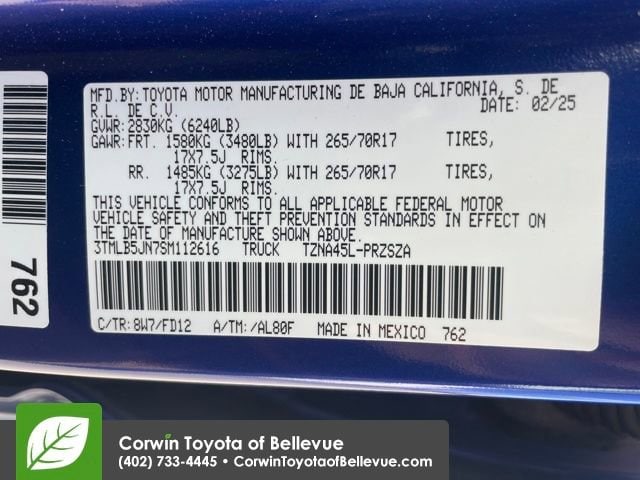 MFD.BY:TOYOTA MOTOR MANUFACTURING DE BAJA CALIFORNIA, S. DE
R.L. DE C.V. DATE: 02/25
GVWR:2830KG (6240LB)
GAWR:FRT. 1580KG (3480LB) WITH 265/70R17 TIRES,
17X7.5J RIMS.
RR. 1485KG (3275LB) WITH 265/70R17 TIRES,
17X7.5J RIMS.
THIS VEHICLE CONFORMS TO ALL APPLICABLE FEDERAL MOTOR
VEHICLE SAFETY AND THEFT PREVENTION STANDARDS IN EFFECT ON
THE DATE OF MANUFACTURE SHOWN ABOVE.
3TMLB5JN7SM112616 TRUCK TZNA45L-PRZSZA
C/TR:8W7/FD12 A/TM:/AL80F MADE IN MEXICO 762
762
Corwin Toyota of Bellevue
(402) 733-4445 • CorwinToyotaofBellevue.com